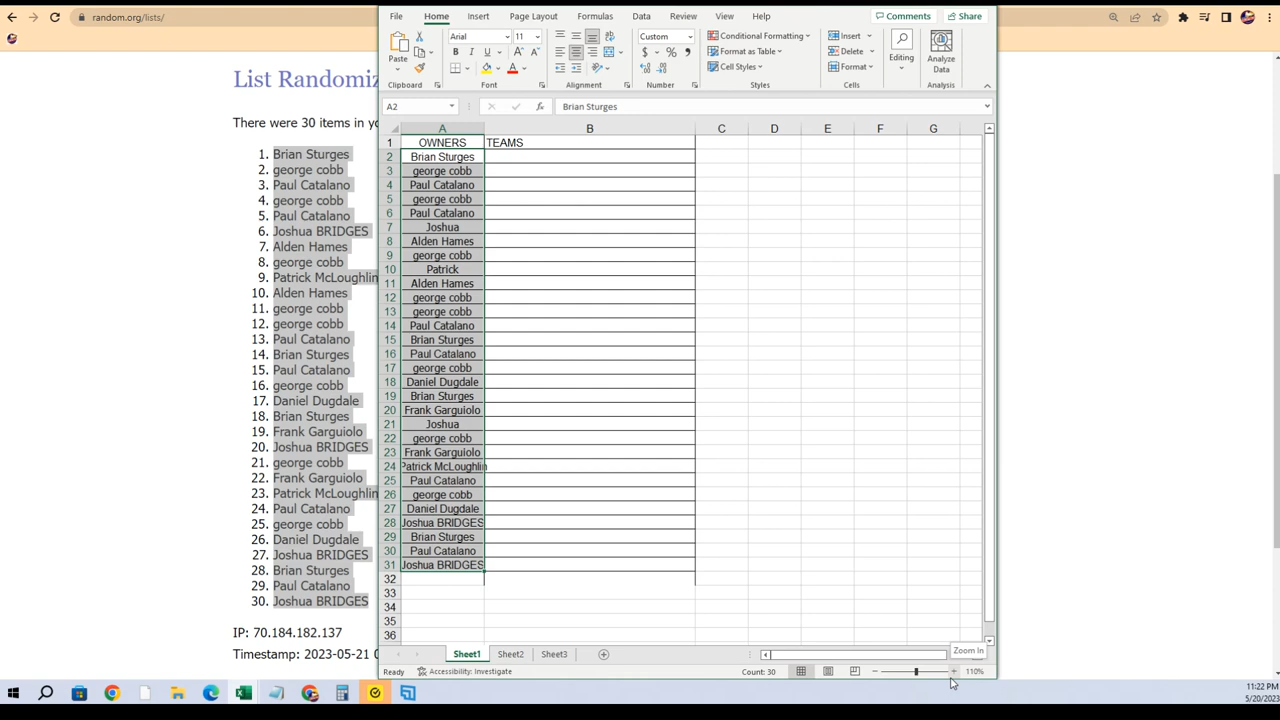 random.org/lists/
List Randomiz
There were 30 items in yo
1. Brian Sturges
2. george cobb
3. Paul Catalano
4. george cobb
5. Paul Catalano
6. Joshua BRIDGES
7. Alden Hames
8. george cobb
9. Patrick McLoughlin
10. Alden Hames
11. george cobb
12. george cobb
13. Paul Catalano
14. Brian Sturges
15. Paul Catalano
16. george cobb
17. Daniel Dugdale
18. Brian Sturges
19. Frank Garguiolo
20. Joshua BRIDGES
21. george cobb
22. Frank Garguiolo
23. Patrick McLoughlin
24. Paul Catalano
25. george cobb
26. Daniel Dugdale
27. Joshua BRIDGES
28. Brian Sturges
29. Paul Catalano
30. Joshua BRIDGES
IP: 70.184.182.137
Timestamp: 2023-05-21 0
File Home Insert Page Layout Formulas Data Review View Help Comments Share
Paste
Arial 11
B I U
Custom
$ % 9
Conditional Formatting
Format as Table
Cell Styles
Insert
Delete
Format
Editing
Analyze Data
Clipboard Font Alignment Number Styles Cells Analysis
A2 fx Brian Sturges
A B C D E F G
1 OWNERS TEAMS
2 Brian Sturges
3 george cobb
4 Paul Catalano
5 george cobb
6 Paul Catalano
7 Joshua
8 Alden Hames
9 george cobb
10 Patrick
11 Alden Hames
12 george cobb
13 george cobb
14 Paul Catalano
15 Brian Sturges
16 Paul Catalano
17 george cobb
18 Daniel Dugdale
19 Brian Sturges
20 Frank Garguiolo
21 Joshua
22 george cobb
23 Frank Garguiolo
24 Patrick McLoughlin
25 Paul Catalano
26 george cobb
27 Daniel Dugdale
28 Joshua BRIDGES
29 Brian Sturges
30 Paul Catalano
31 Joshua BRIDGES
32
33
34
35
36
Zoom In
Sheet1 Sheet2 Sheet3
Ready Accessibility: Investigate Count: 30 110%
11:22 PM
5/20/2023